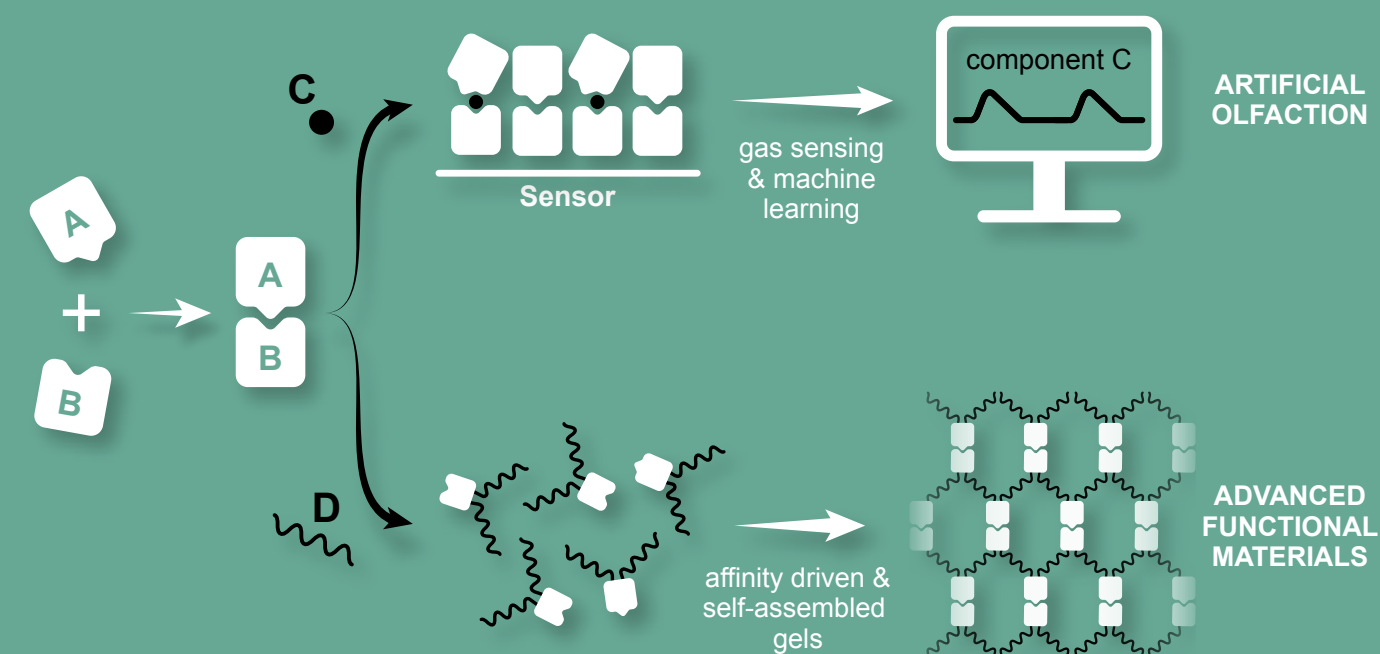 A
+
B
A
B
C
Sensor
gas sensing
& machine
learning
component C
ARTIFICIAL
OLFACTION
D
affinity driven &
self-assembled
gels
ADVANCED
FUNCTIONAL
MATERIALS